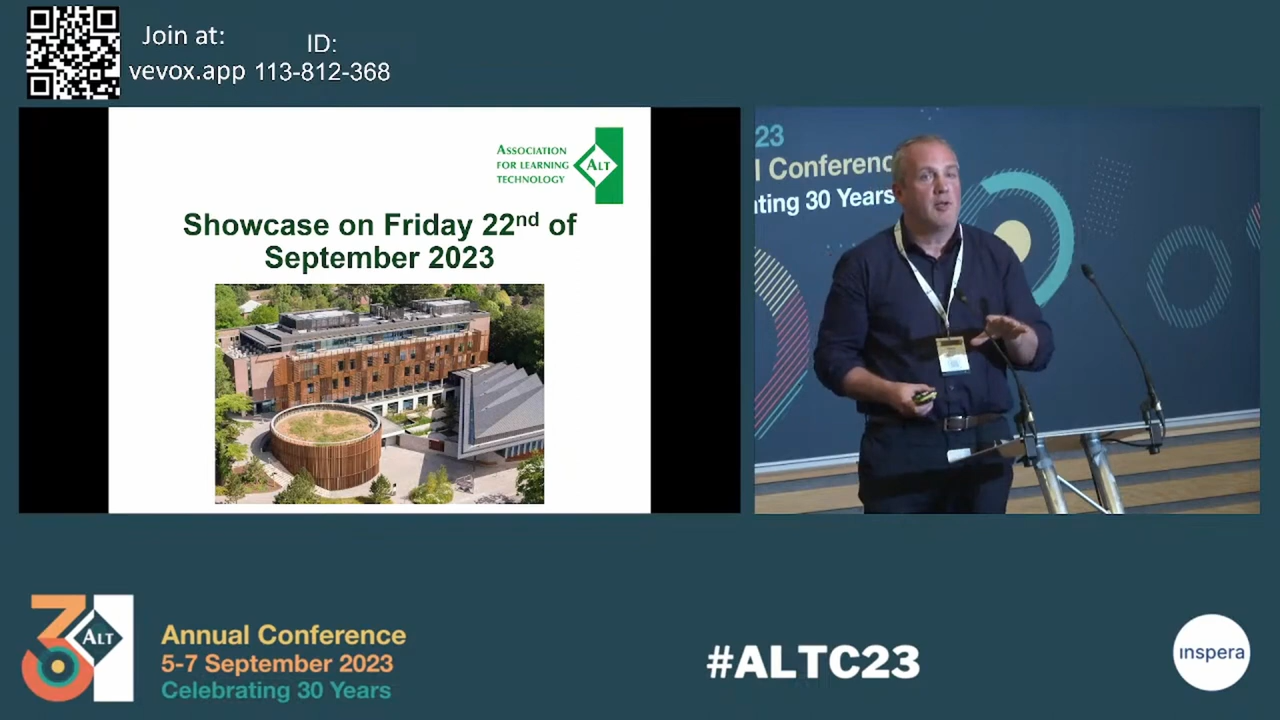 Join at:
vevox.app
ID:
113-812-368
ASSOCIATION
FOR LEARNING
TECHNOLOGY
ALT
Showcase on Friday 22nd of
September 2023
23
l Conferenc
ating 30 Years
ALT
Annual Conference
5-7 September 2023
Celebrating 30 Years
#ALTC23
inspera